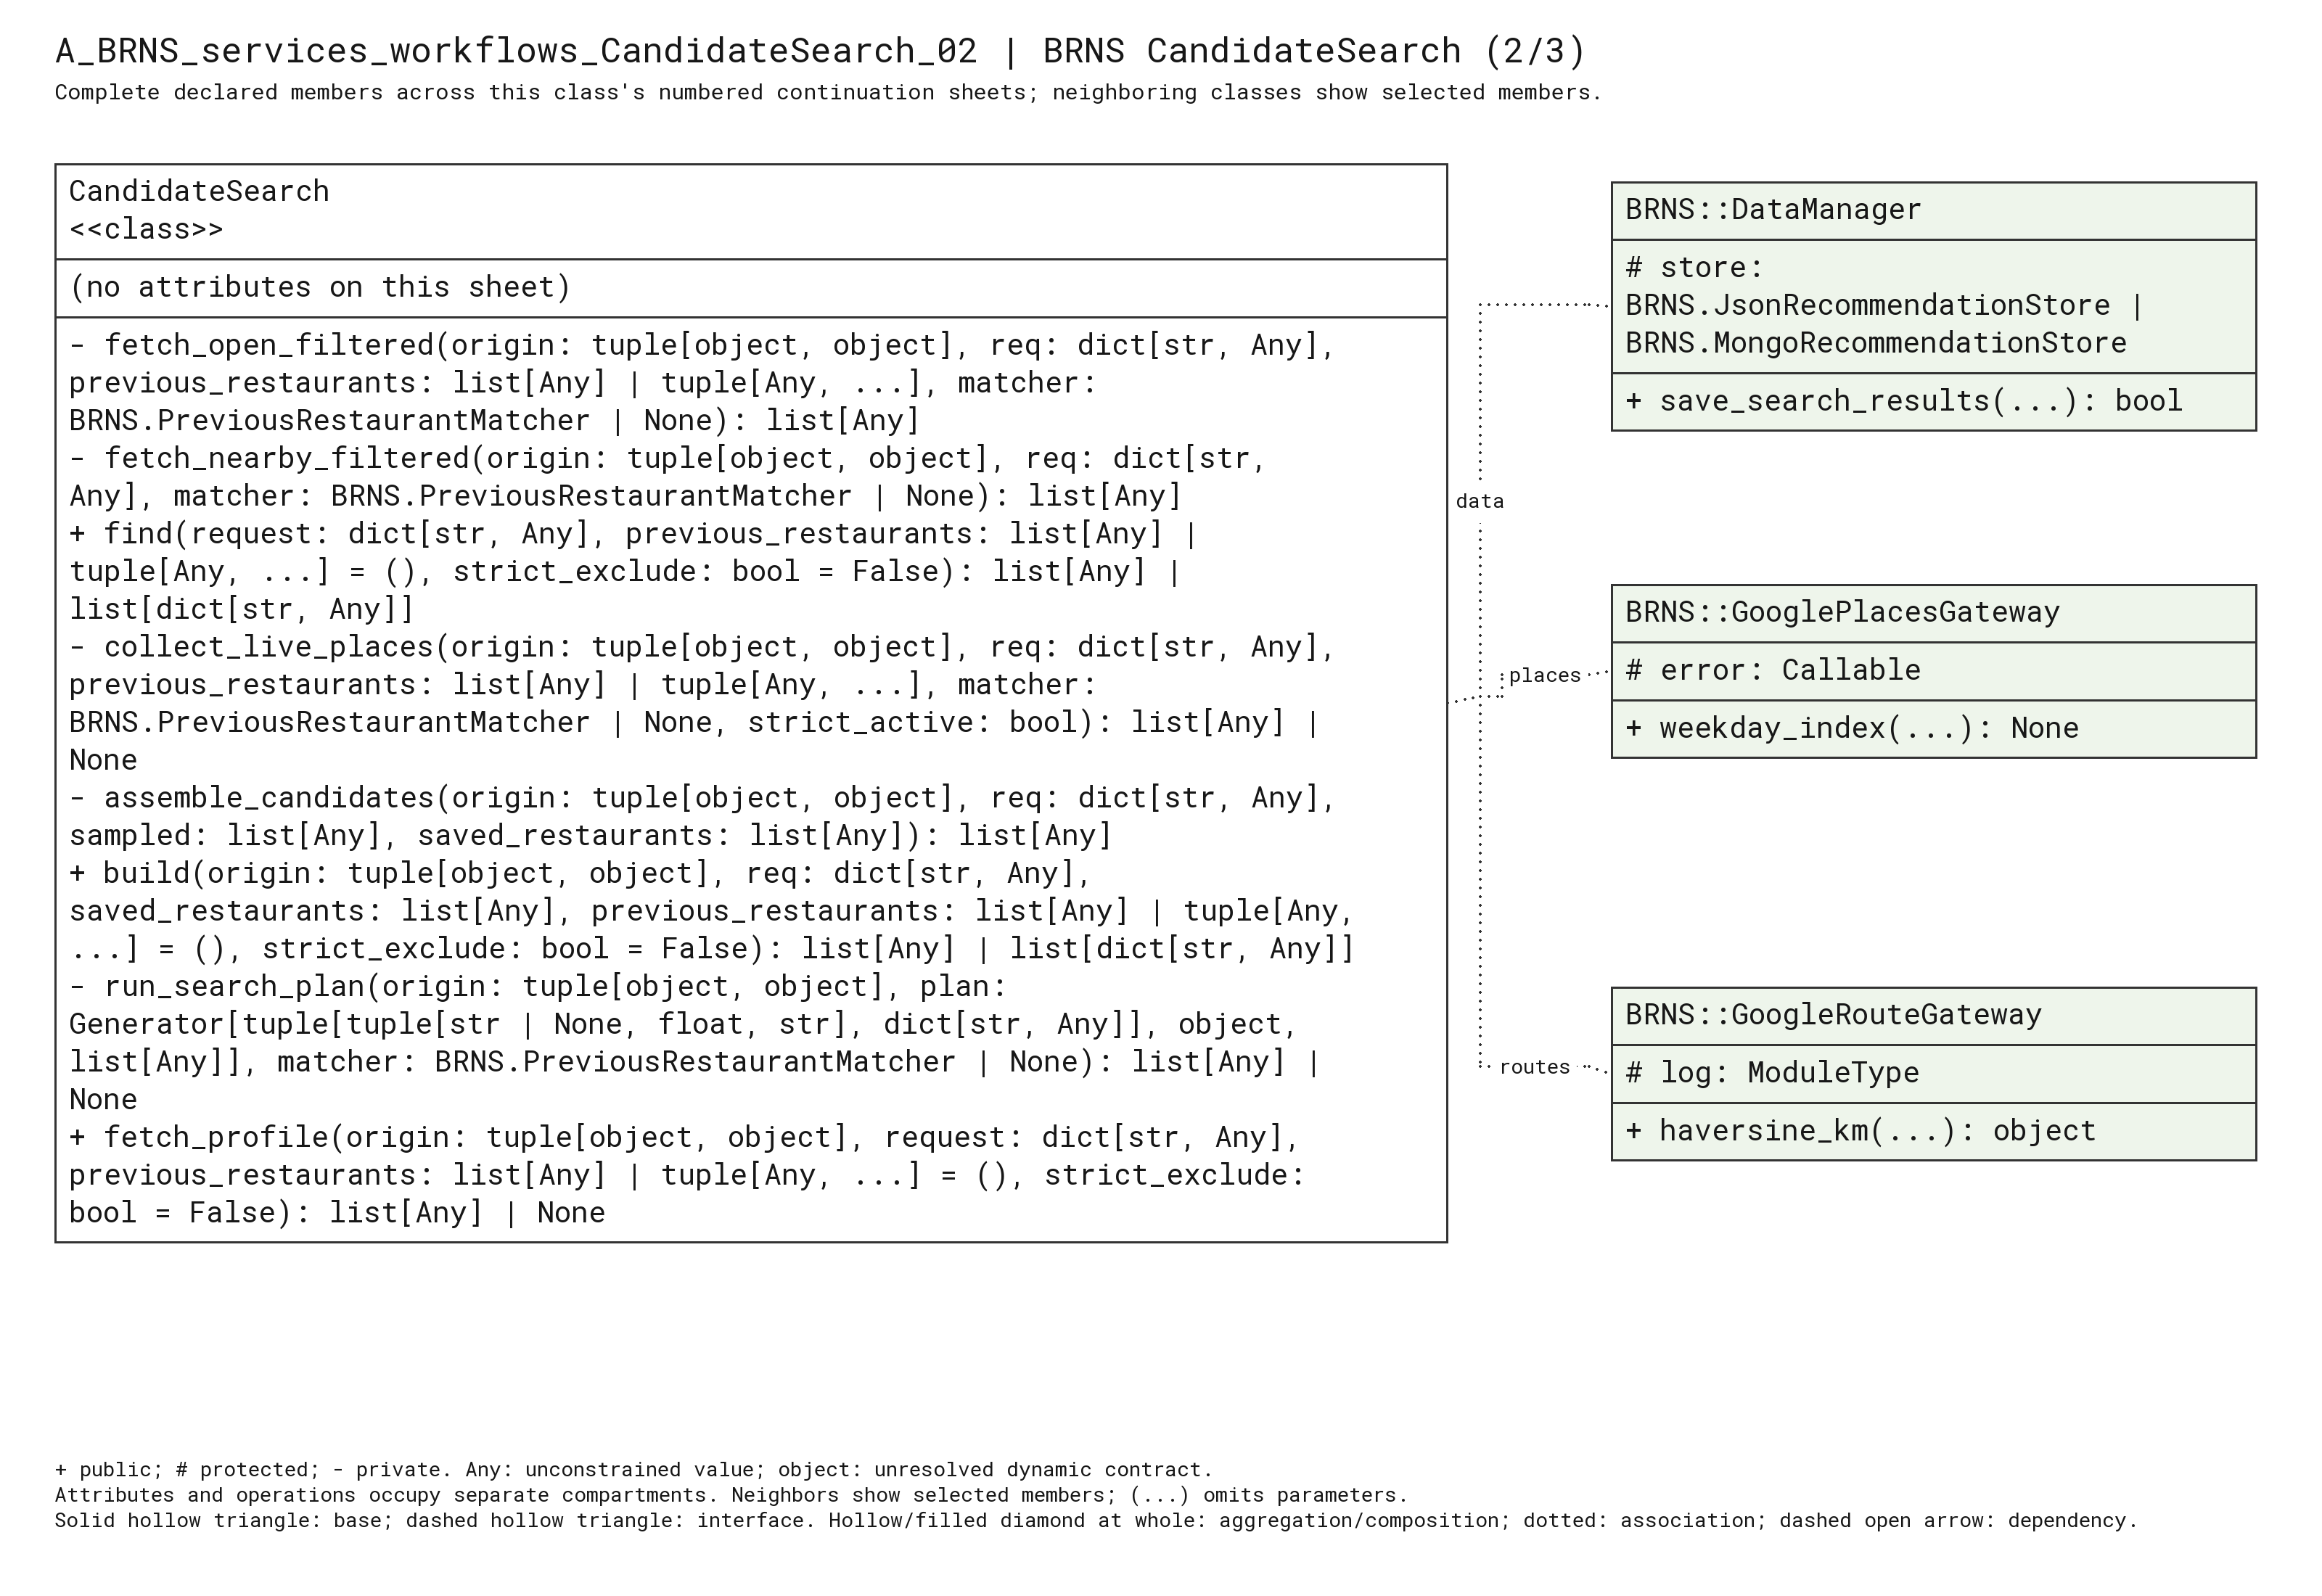 A_BRNS_services_workflows_CandidateSearch_02 | BRNS CandidateSearch (2/3)
Complete declared members across this class's numbered continuation sheets; neighboring classes show selected members.
CandidateSearch
<<class>>
(no attributes on this sheet)
- fetch_open_filtered(origin: tuple[object, object], req: dict[str, Any],
previous_restaurants: list[Any] | tuple[Any, ...], matcher:
BRNS.PreviousRestaurantMatcher | None): list[Any]
- fetch_nearby_filtered(origin: tuple[object, object], req: dict[str,
Any], matcher: BRNS.PreviousRestaurantMatcher | None): list[Any]
+ find(request: dict[str, Any], previous_restaurants: list[Any] |
tuple[Any, ...] = (), strict_exclude: bool = False): list[Any] |
list[dict[str, Any]]
- collect_live_places(origin: tuple[object, object], req: dict[str, Any],
previous_restaurants: list[Any] | tuple[Any, ...], matcher:
BRNS.PreviousRestaurantMatcher | None, strict_active: bool): list[Any] |
None
- assemble_candidates(origin: tuple[object, object], req: dict[str, Any],
sampled: list[Any], saved_restaurants: list[Any]): list[Any]
+ build(origin: tuple[object, object], req: dict[str, Any],
saved_restaurants: list[Any], previous_restaurants: list[Any] | tuple[Any,
...] = (), strict_exclude: bool = False): list[Any] | list[dict[str, Any]]
- run_search_plan(origin: tuple[object, object], plan:
Generator[tuple[tuple[str | None, float, str], dict[str, Any]], object,
list[Any]], matcher: BRNS.PreviousRestaurantMatcher | None): list[Any] |
None
+ fetch_profile(origin: tuple[object, object], request: dict[str, Any],
previous_restaurants: list[Any] | tuple[Any, ...] = (), strict_exclude:
bool = False): list[Any] | None
data
places
routes
BRNS::DataManager
# store:
BRNS.JsonRecommendationStore |
BRNS.MongoRecommendationStore
+ save_search_results(...): bool
BRNS::GooglePlacesGateway
# error: Callable
+ weekday_index(...): None
BRNS::GoogleRouteGateway
# log: ModuleType
+ haversine_km(...): object
+ public; # protected; - private. Any: unconstrained value; object: unresolved dynamic contract.
Attributes and operations occupy separate compartments. Neighbors show selected members; (...) omits parameters.
Solid hollow triangle: base; dashed hollow triangle: interface. Hollow/filled diamond at whole: aggregation/composition; dotted: association; dashed open arrow: dependency.